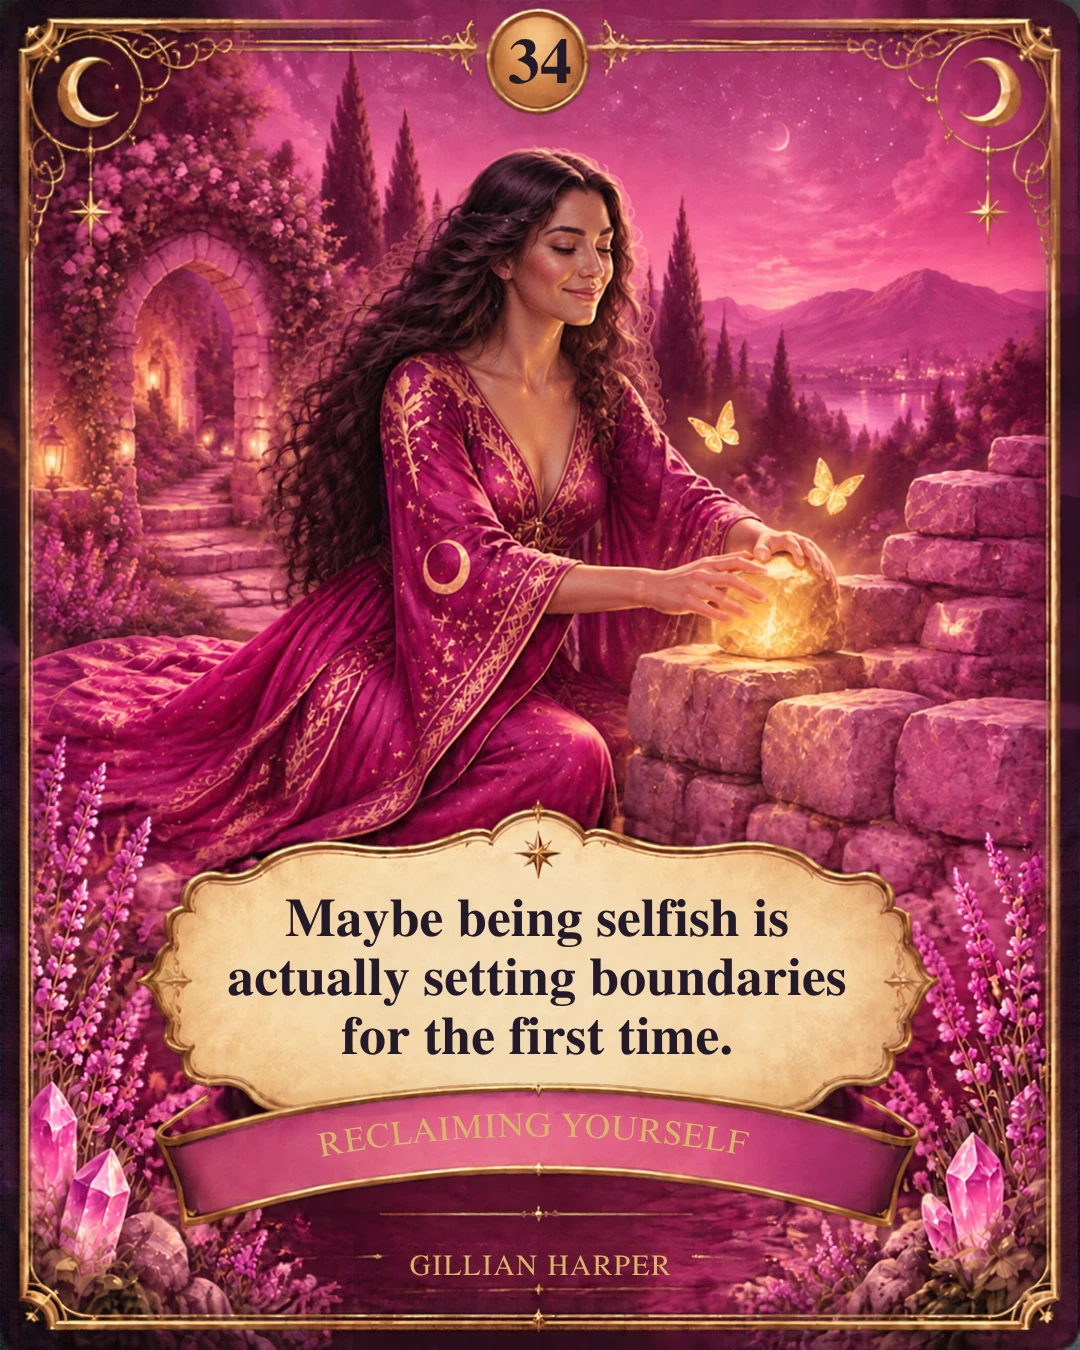 34
Maybe being selfish is
actually setting boundaries
for the first time.
RECLAIMING YOURSELF
GILLIAN HARPER